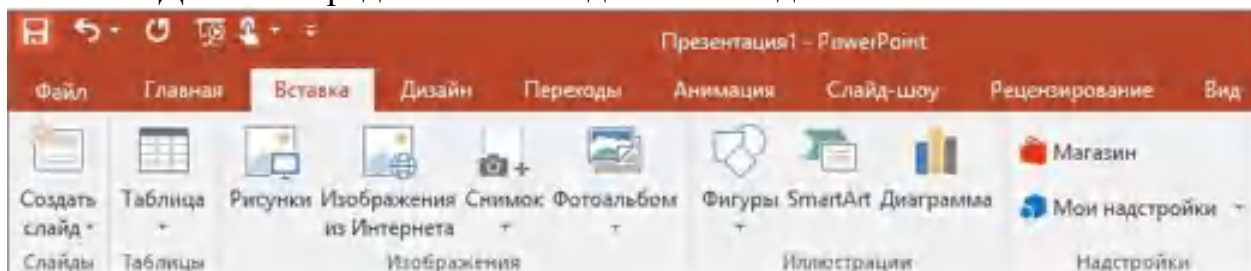 Презентация1 - PowerPoint
Файл Главная Вставка Дизайн Переходы Анимация Слайд-шоу Рецензирование Вид
Создать слайд
Таблица
Рисунки
Изображения из Интернета
Снимок
Фотоальбом
Фигуры
SmartArt
Диаграмма
Магазин
Мои надстройки
Слайды Таблицы Изображения Иллюстрации Надстройки